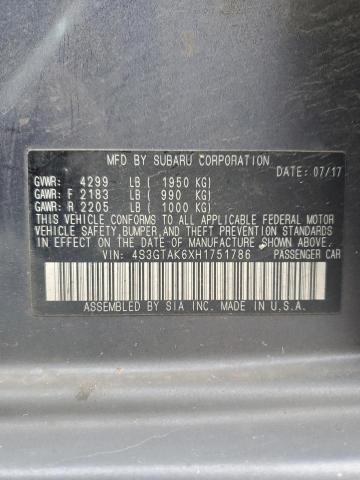 MFD BY SUBARU CORPORATION
DATE: 07/17
GVWR: 4299 LB ( 1950 KG)
GAWR: F 2183 LB ( 990 KG)
GAWR: R 2205 LB ( 1000 KG)
THIS VEHICLE CONFORMS TO ALL APPLICABLE FEDERAL MOTOR
VEHICLE SAFETY, BUMPER, AND THEFT PREVENTION STANDARDS
IN EFFECT ON THE DATE OF MANUFACTURE SHOWN ABOVE.
VIN: 4S3GTAK6XH1751786 PASSENGER CAR
ASSEMBLED BY SIA INC. MADE IN U.S.A.